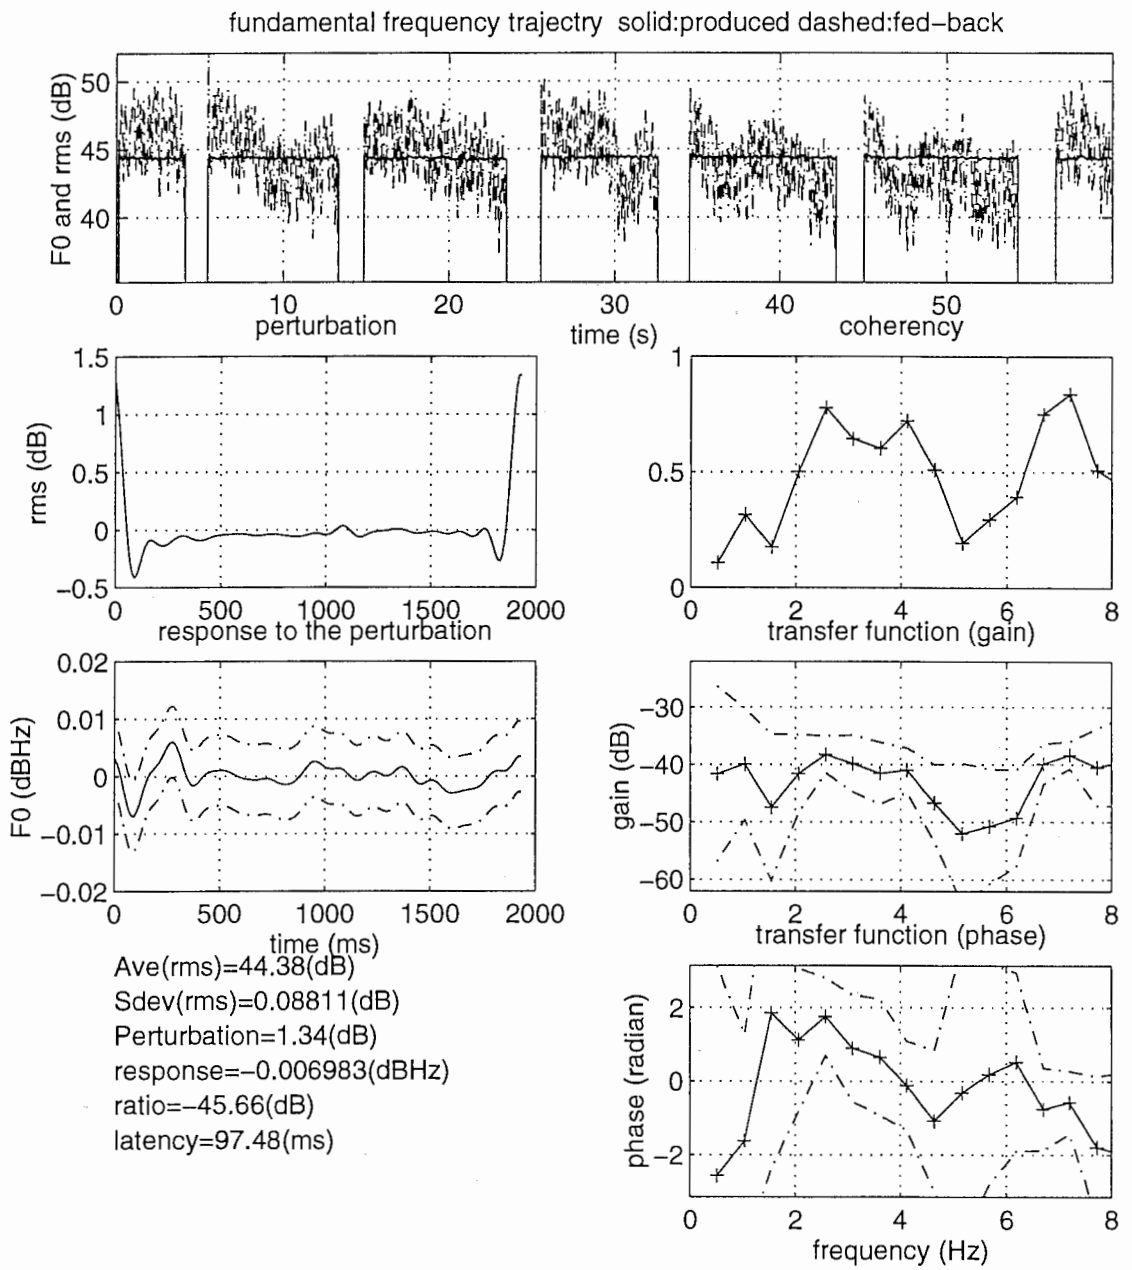 fundamental frequency trajectry  solid:produced dashed:fed–back
F0 and rms (dB)
50
45
40
0 10 20 30 40 50
time (s)
perturbation
rms (dB)
1.5
1
0.5
0
−0.5
0 500 1000 1500 2000
coherency
1
0.5
0
0 2 4 6 8
response to the perturbation
F0 (dBHz)
0.02
0.01
0
−0.01
−0.02
0 500 1000 1500 2000
time (ms)
transfer function (gain)
gain (dB)
−30
−40
−50
−60
0 2 4 6 8
Ave(rms)=44.38(dB)
Sdev(rms)=0.08811(dB)
Perturbation=1.34(dB)
response=−0.006983(dBHz)
ratio=−45.66(dB)
latency=97.48(ms)
transfer function (phase)
phase (radian)
2
0
−2
0 2 4 6 8
frequency (Hz)